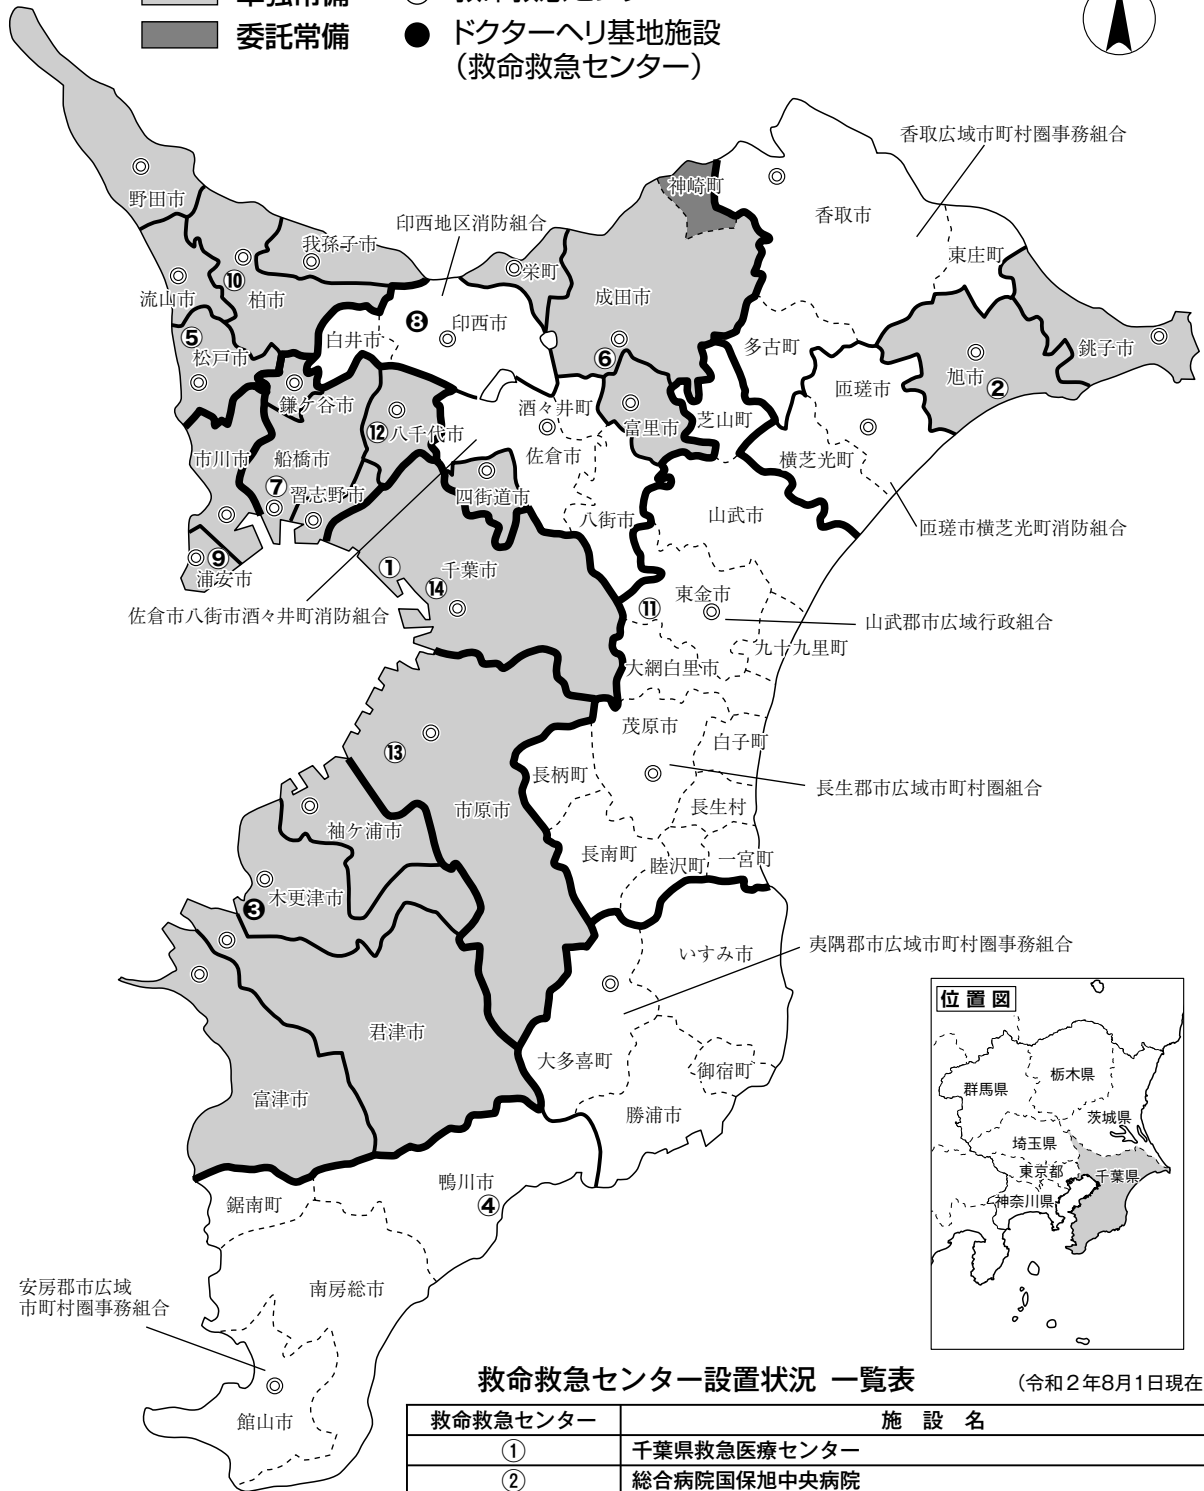 委託常備
● ドクターヘリ基地施設
（救命救急センター）
香取広域市町村圏事務組合
神崎町
香取市
野田市
印西地区消防組合
我孫子市
東庄町
栄町
⑩
柏市
流山市
成田市
❽
印西市
白井市
⑤
松戸市
多古町
銚子市
⑥
旭市
②
匝瑳市
鎌ケ谷市
酒々井町
芝山町
富里市
⑫
八千代市
市川市
船橋市
佐倉市
横芝光町
⑦
習志野市
四街道市
八街市
山武市
匝瑳市横芝光町消防組合
⑨
浦安市
①
千葉市
⑭
東金市
⑪
佐倉市八街市酒々井町消防組合
山武郡市広域行政組合
九十九里町
大網白里市
茂原市
白子町
⑬
長柄町
長生郡市広域市町村圏組合
市原市
長生村
袖ケ浦市
長南町
睦沢町
一宮町
木更津市
❸
いすみ市
夷隅郡市広域市町村圏事務組合
君津市
大多喜町
御宿町
富津市
勝浦市
位置図
栃木県
群馬県
茨城県
埼玉県
東京都
千葉県
神奈川県
鴨川市
④
鋸南町
南房総市
安房郡市広域
市町村圏事務組合
館山市
救命救急センター設置状況 一覧表
（令和２年8月1日現在
救命救急センター 施 設 名
① 千葉県救急医療センター
② 総合病院国保旭中央病院